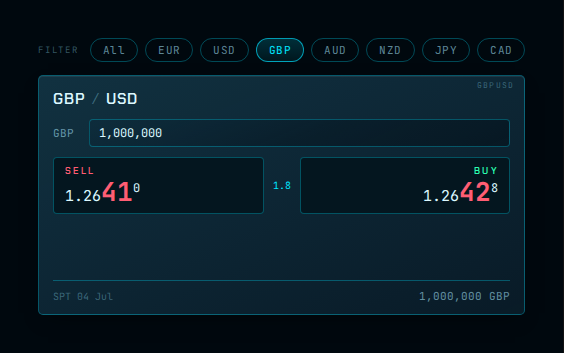 FILTER All EUR USD GBP AUD NZD JPY CAD
GBPUSD
GBP / USD
GBP 1,000,000
SELL BUY
1.26410 1.8 1.26428
SPT 04 Jul 1,000,000 GBP